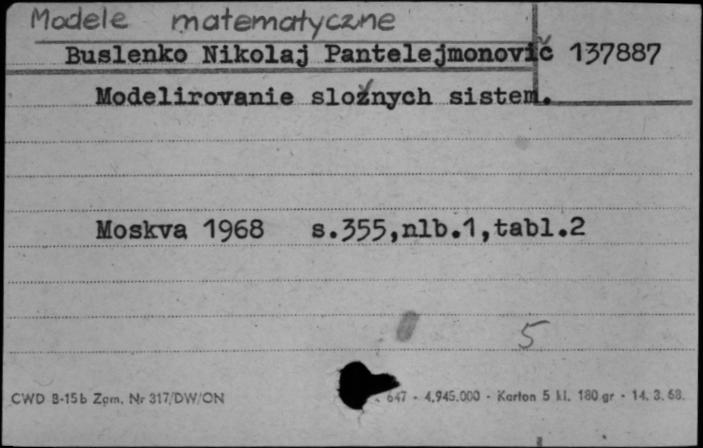 Modele matematyczne
Buslenko Nikolaj Pantelejmonovič 137887
Modelirovanie složnych sistem.
Moskva 1968 s.355,nlb.1,tabl.2
5
CWD B-15b Zam. Nr 317/DW/ON 647 - 4.945.000 - Karton 5 kl. 180 gr - 14. 3. 68.